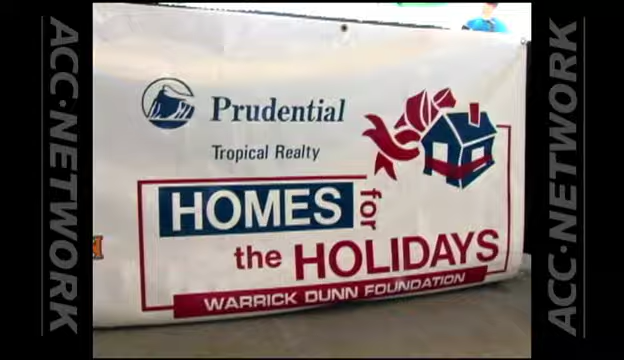 ACC·NETWORK
Prudential
Tropical Realty
HOMES for
the HOLIDAYS
WARRICK DUNN FOUNDATION
ACC·NETWORK